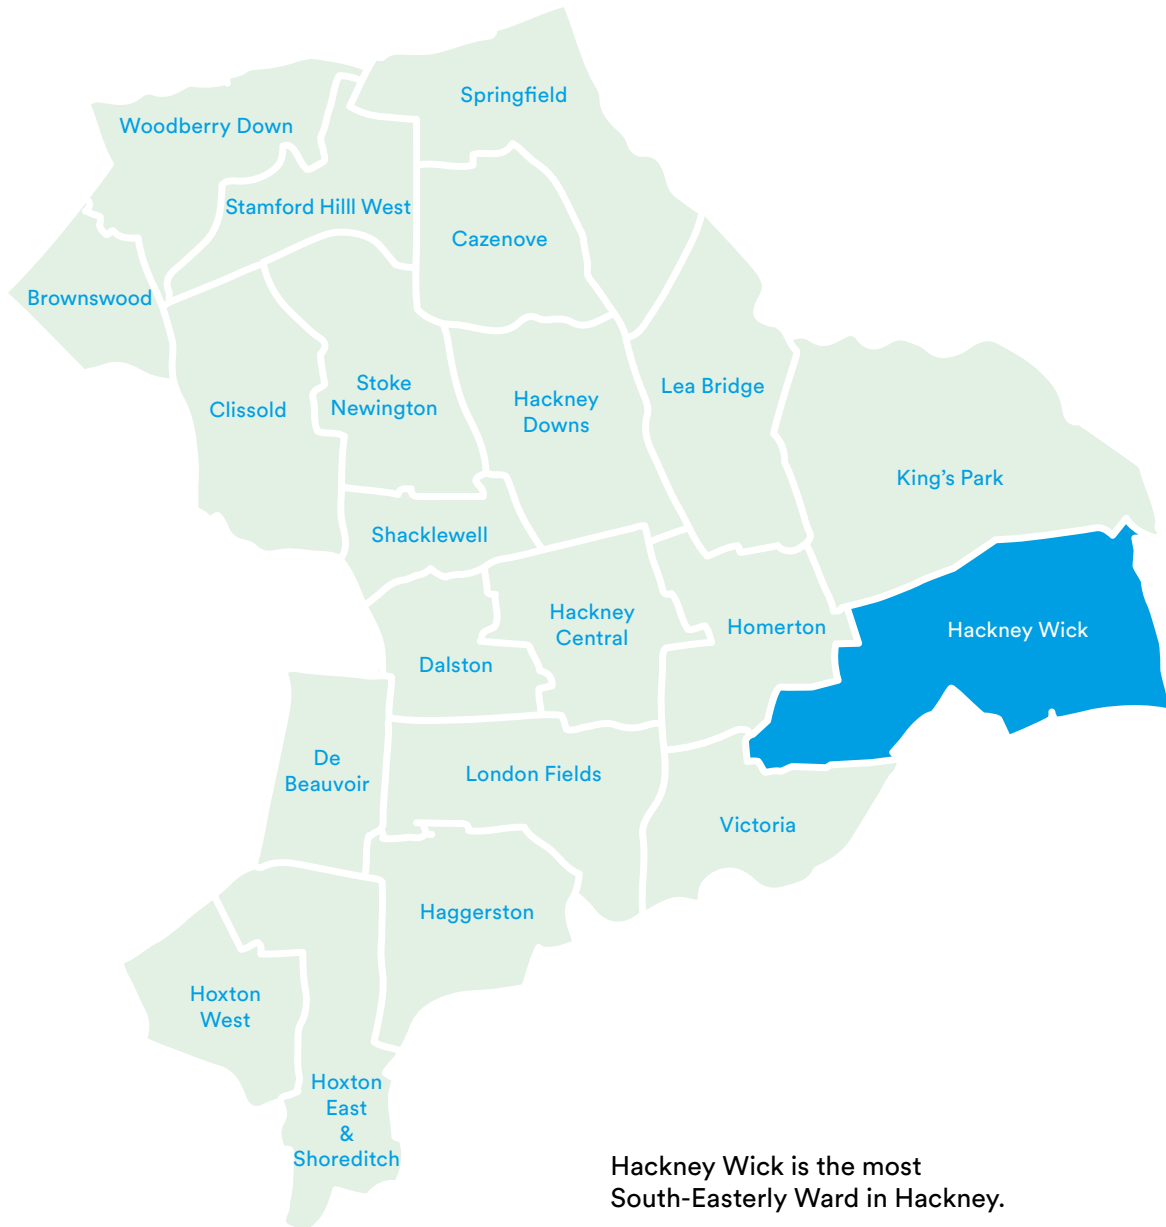 Springfield
Woodberry Down
Stamford Hilll West
Cazenove
Brownswood
Stoke
Newington
Clissold
Hackney
Downs
Lea Bridge
King's Park
Shacklewell
Hackney
Central
Homerton
Hackney Wick
Dalston
De
Beauvoir
London Fields
Victoria
Haggerston
Hoxton
West
Hoxton
East
&
Shoreditch
Hackney Wick is the most
South-Easterly Ward in Hackney.